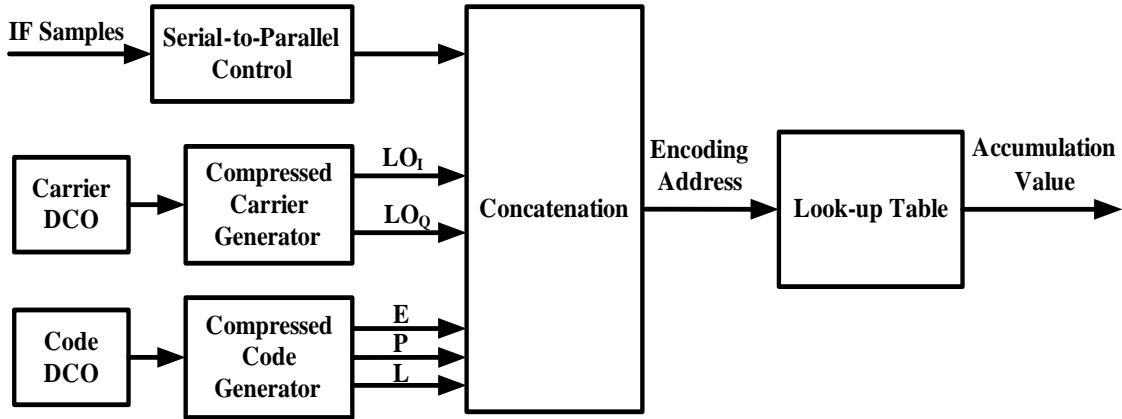 IF Samples
Serial-to-Parallel
Control
Carrier
DCO
Compressed
Carrier
Generator
LOI
LOQ
Code
DCO
Compressed
Code
Generator
E
P
L
Concatenation
Encoding
Address
Look-up Table
Accumulation
Value